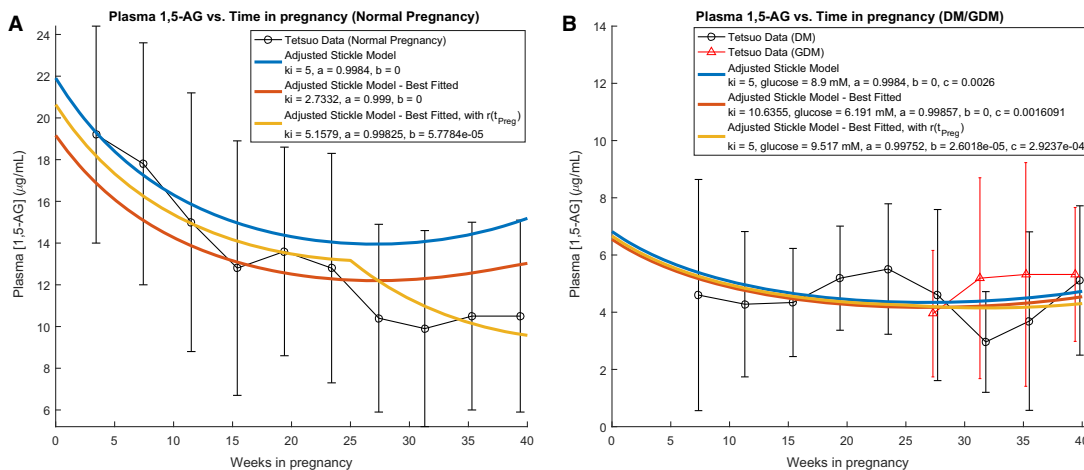 A
Plasma 1,5-AG vs. Time in pregnancy (Normal Pregnancy)
Tetsuo Data (Normal Pregnancy)
Adjusted Stickle Model
ki = 5, a = 0.9984, b = 0
Adjusted Stickle Model - Best Fitted
ki = 2.7332, a = 0.999, b = 0
Adjusted Stickle Model - Best Fitted, with r(t_Preg)
ki = 5.1579, a = 0.99825, b = 5.7784e-05
Plasma [1,5-AG] (μg/mL)
24
22
20
18
16
14
12
10
8
6
0 5 10 15 20 25 30 35 40
Weeks in pregnancy
B
Plasma 1,5-AG vs. Time in pregnancy (DM/GDM)
Tetsuo Data (DM)
Tetsuo Data (GDM)
Adjusted Stickle Model
ki = 5, glucose = 8.9 mM, a = 0.9984, b = 0, c = 0.0026
Adjusted Stickle Model - Best Fitted
ki = 10.6355, glucose = 6.191 mM, a = 0.99857, b = 0, c = 0.0016091
Adjusted Stickle Model - Best Fitted, with r(t_Preg)
ki = 5, glucose = 9.517 mM, a = 0.99752, b = 2.6018e-05, c = 2.9237e-04
Plasma [1,5-AG] (μg/mL)
14
12
10
8
6
4
2
0
0 5 10 15 20 25 30 35 40
Weeks in pregnancy